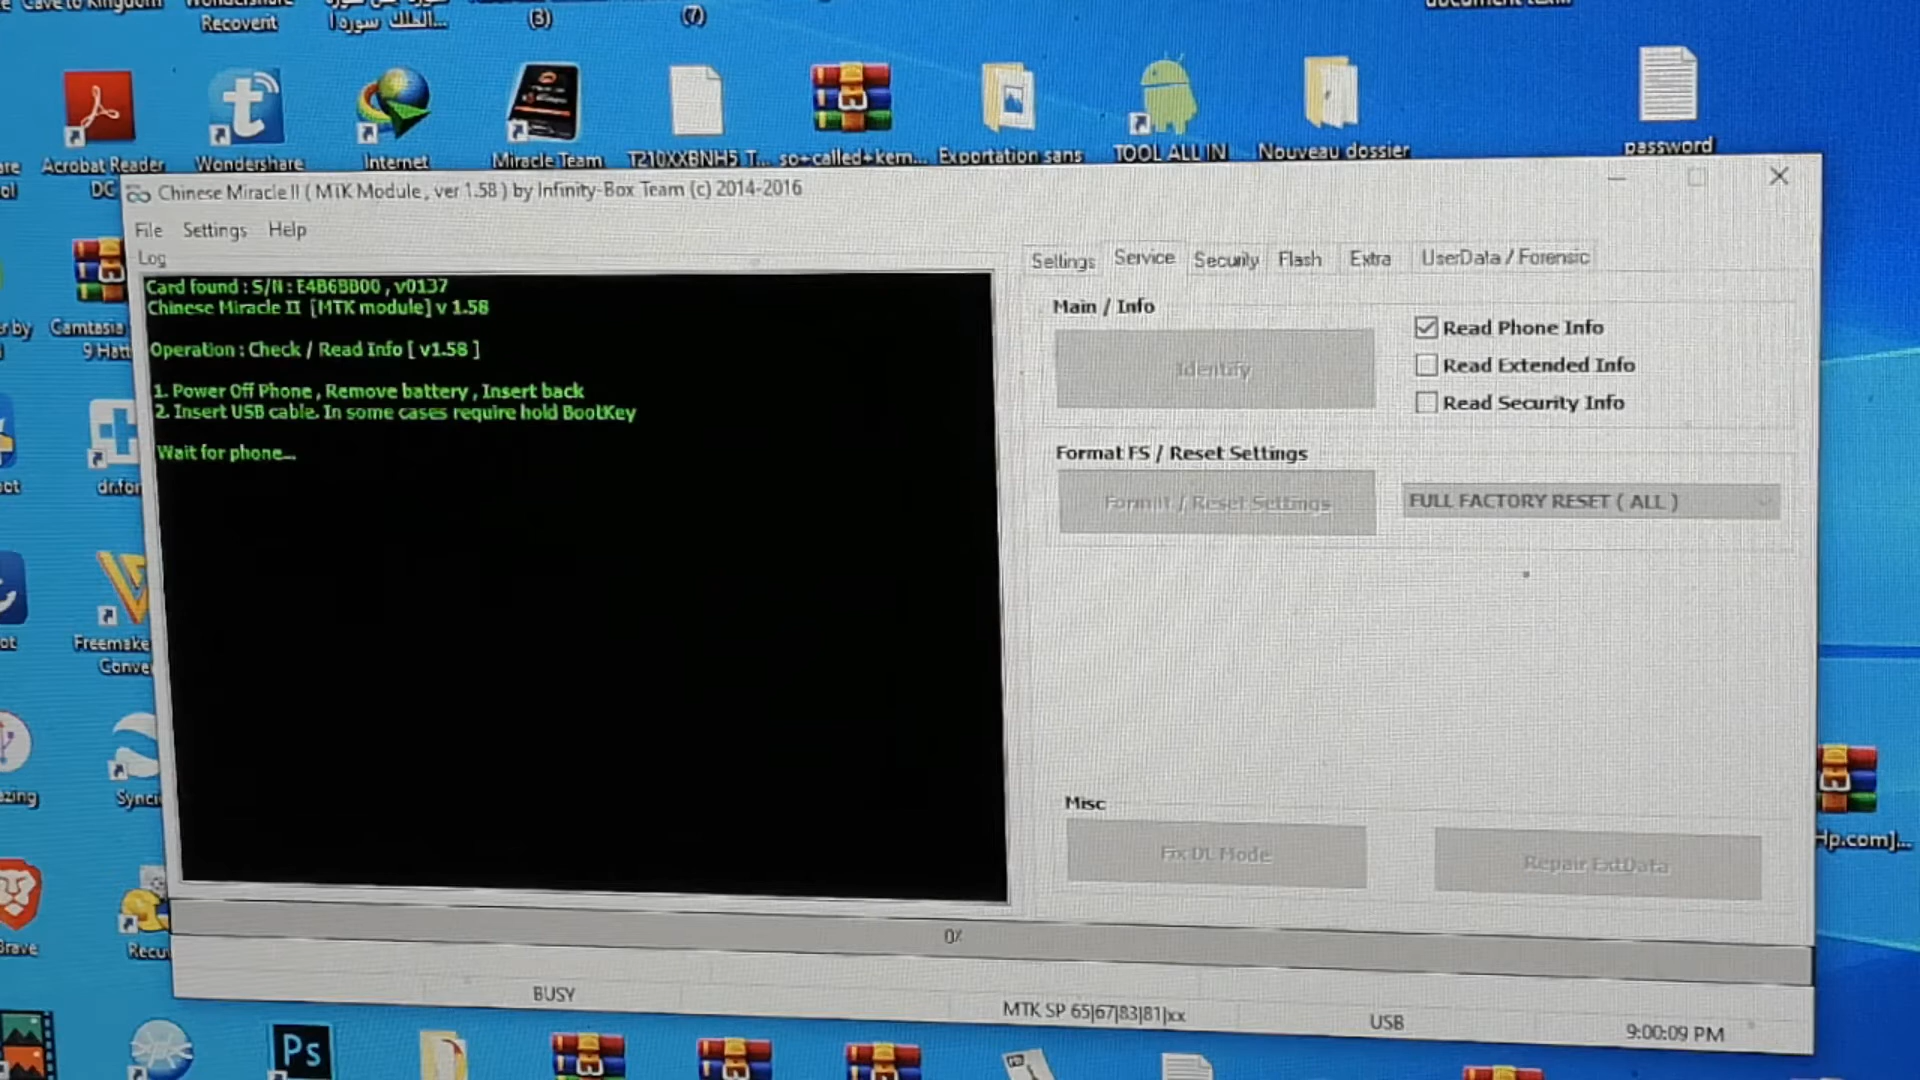 Recoverit
الملك سورة ا...
(3)
(7)
Acrobat Reader
DC
Wondershare
Internet
Miracle Team
T210XXBNH5 T...
so+called+kern...
Exportation sans
TOOL ALL IN
Nouveau dossier
password
Chinese Miracle II ( MTK Module , ver 1.58 ) by Infinity-Box Team (c) 2014-2016
File Settings Help
Log
Card found : S/N : E4B6BB00 , v0137
Chinese Miracle II [MTK module] v 1.58
Operation : Check / Read Info [ v1.58 ]
1. Power Off Phone , Remove battery , Insert back
2. Insert USB cable. In some cases require hold BootKey
Wait for phone...
Settings Service Security Flash Extra UserData / Forensic
Main / Info
Identify
Read Phone Info
Read Extended Info
Read Security Info
Format FS / Reset Settings
Format / Reset Settings
FULL FACTORY RESET ( ALL )
Misc
Fix DL Mode
Repair ExtData
0%
BUSY
MTK SP 65|67|83|81|xx
USB
9:00:09 PM
Camtasia
9 Hatt
dr.fon
Freemake
Conve
Brave
Hp.com]...
Ps